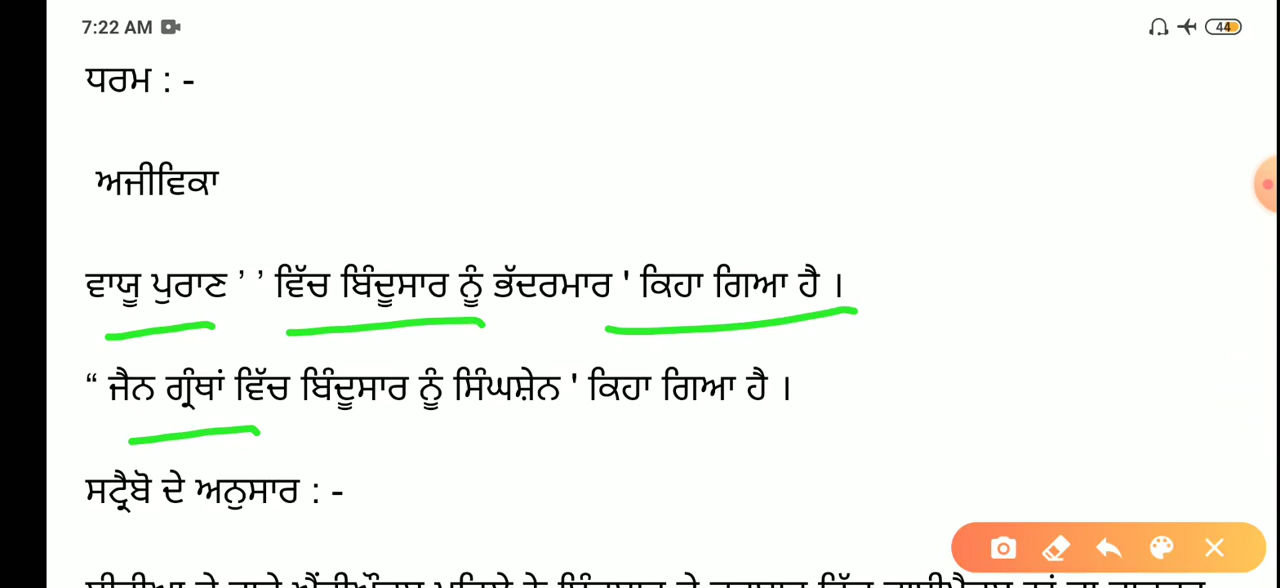 7:22 AM
44
ਧਰਮ : -
ਅਜੀਵਿਕਾ
ਵਾਯੂ ਪੁਰਾਣ ’ ’ ਵਿੱਚ ਬਿੰਦੂਸਾਰ ਨੂੰ ਭੱਦਰਮਾਰ ' ਕਿਹਾ ਗਿਆ ਹੈ ।
“ ਜੈਨ ਗ੍ਰੰਥਾਂ ਵਿੱਚ ਬਿੰਦੂਸਾਰ ਨੂੰ ਸਿੰਘਸ਼ੇਨ ' ਕਿਹਾ ਗਿਆ ਹੈ ।
ਸਟ੍ਰੈਬੋ ਦੇ ਅਨੁਸਾਰ : -